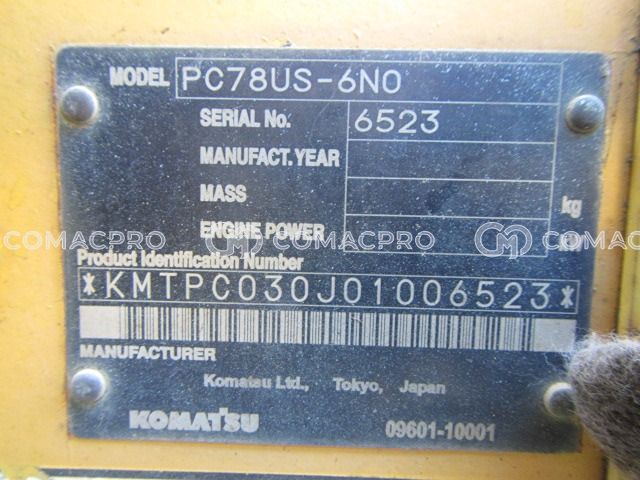 MODEL PC78US-6N0
SERIAL No. 6523
MANUFACT. YEAR
MASS kg
ENGINE POWER
COMACPRO COMACPRO COMACPRO
Product Identification Number
*KMTPC030J01006523*
MANUFACTURER
Komatsu Ltd., Tokyo, Japan
KOMATSU 09601-10001